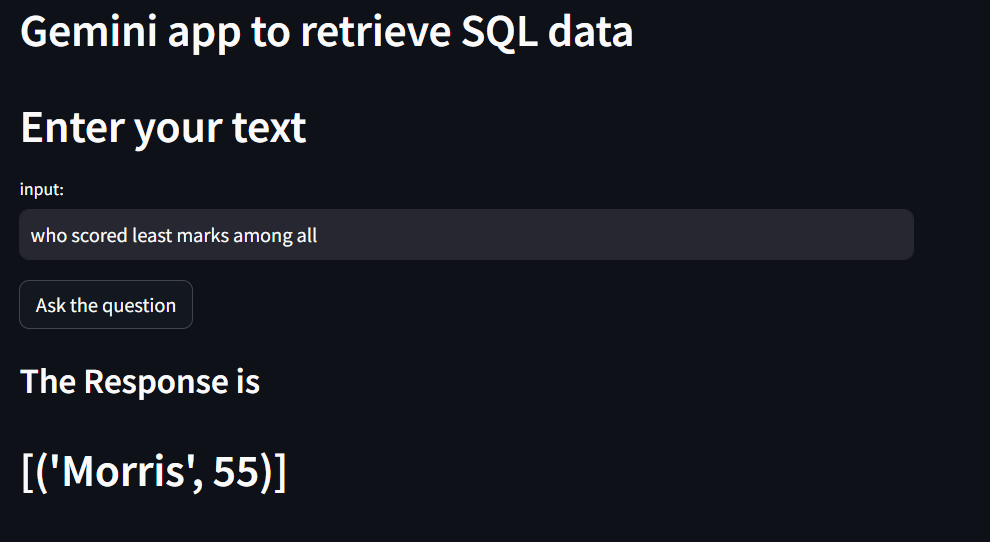 Gemini app to retrieve SQL data
Enter your text
input:
who scored least marks among all
Ask the question
The Response is
[('Morris', 55)]